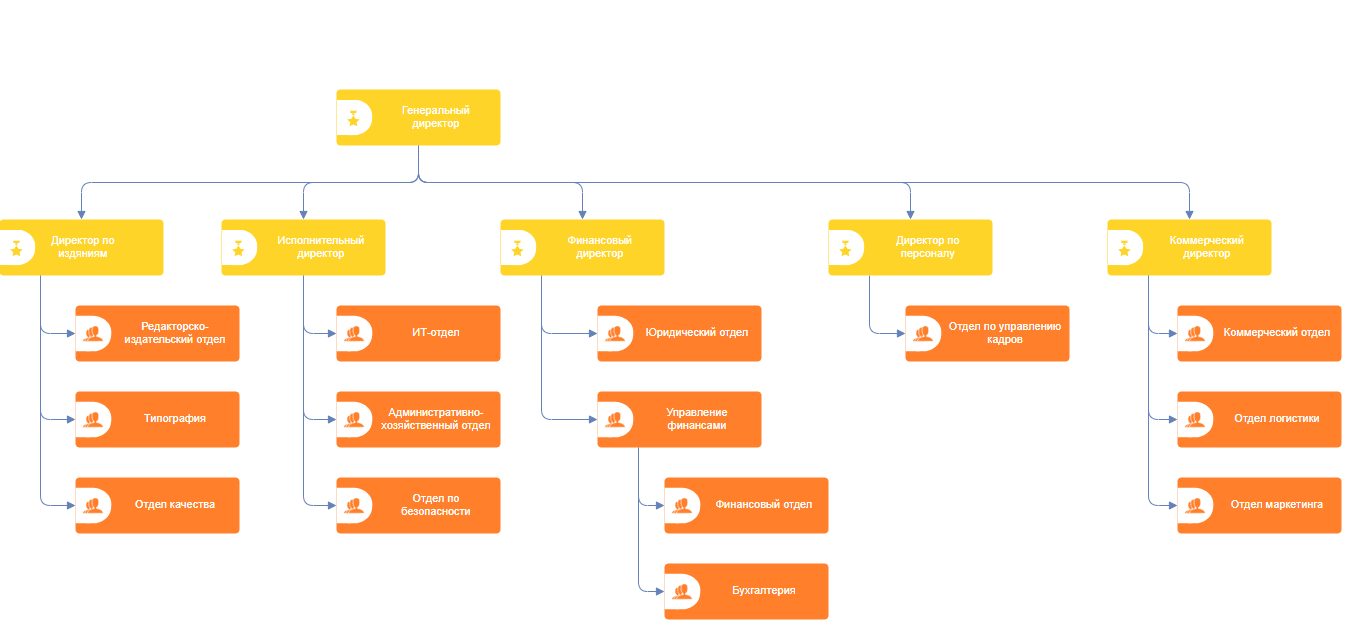 Генеральный
директор
Директор по
издяниям
Исполнительный
директор
Финансовый
директор
Директор по
персоналу
Коммерческий
директор
Редакторско-
издательский отдел
ИТ-отдел
Юридический отдел
Отдел по управлению
кадров
Коммерческий отдел
Типография
Административно-
хозяйственный отдел
Управление
финансами
Отдел логистики
Отдел качества
Отдел по
безопасности
Финансовый отдел
Отдел маркетинга
Бухгалтерия